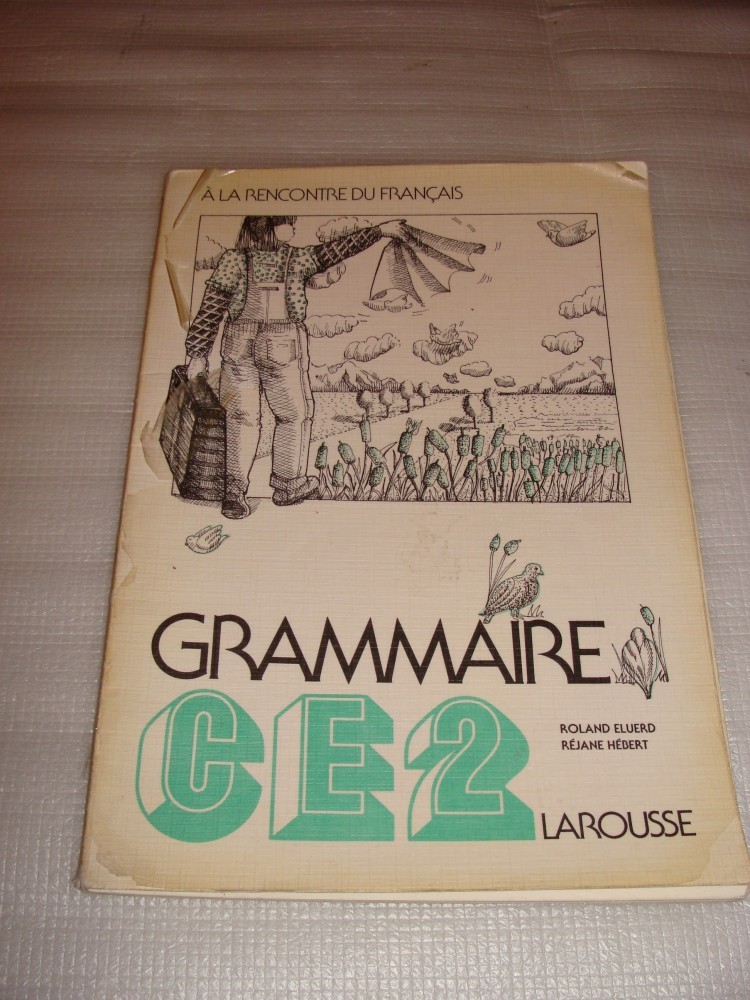 À LA RENCONTRE DU FRANÇAIS
GRAMMAIRE
CE2
ROLAND ELUERD
RÉJANE HÉBERT
LAROUSSE